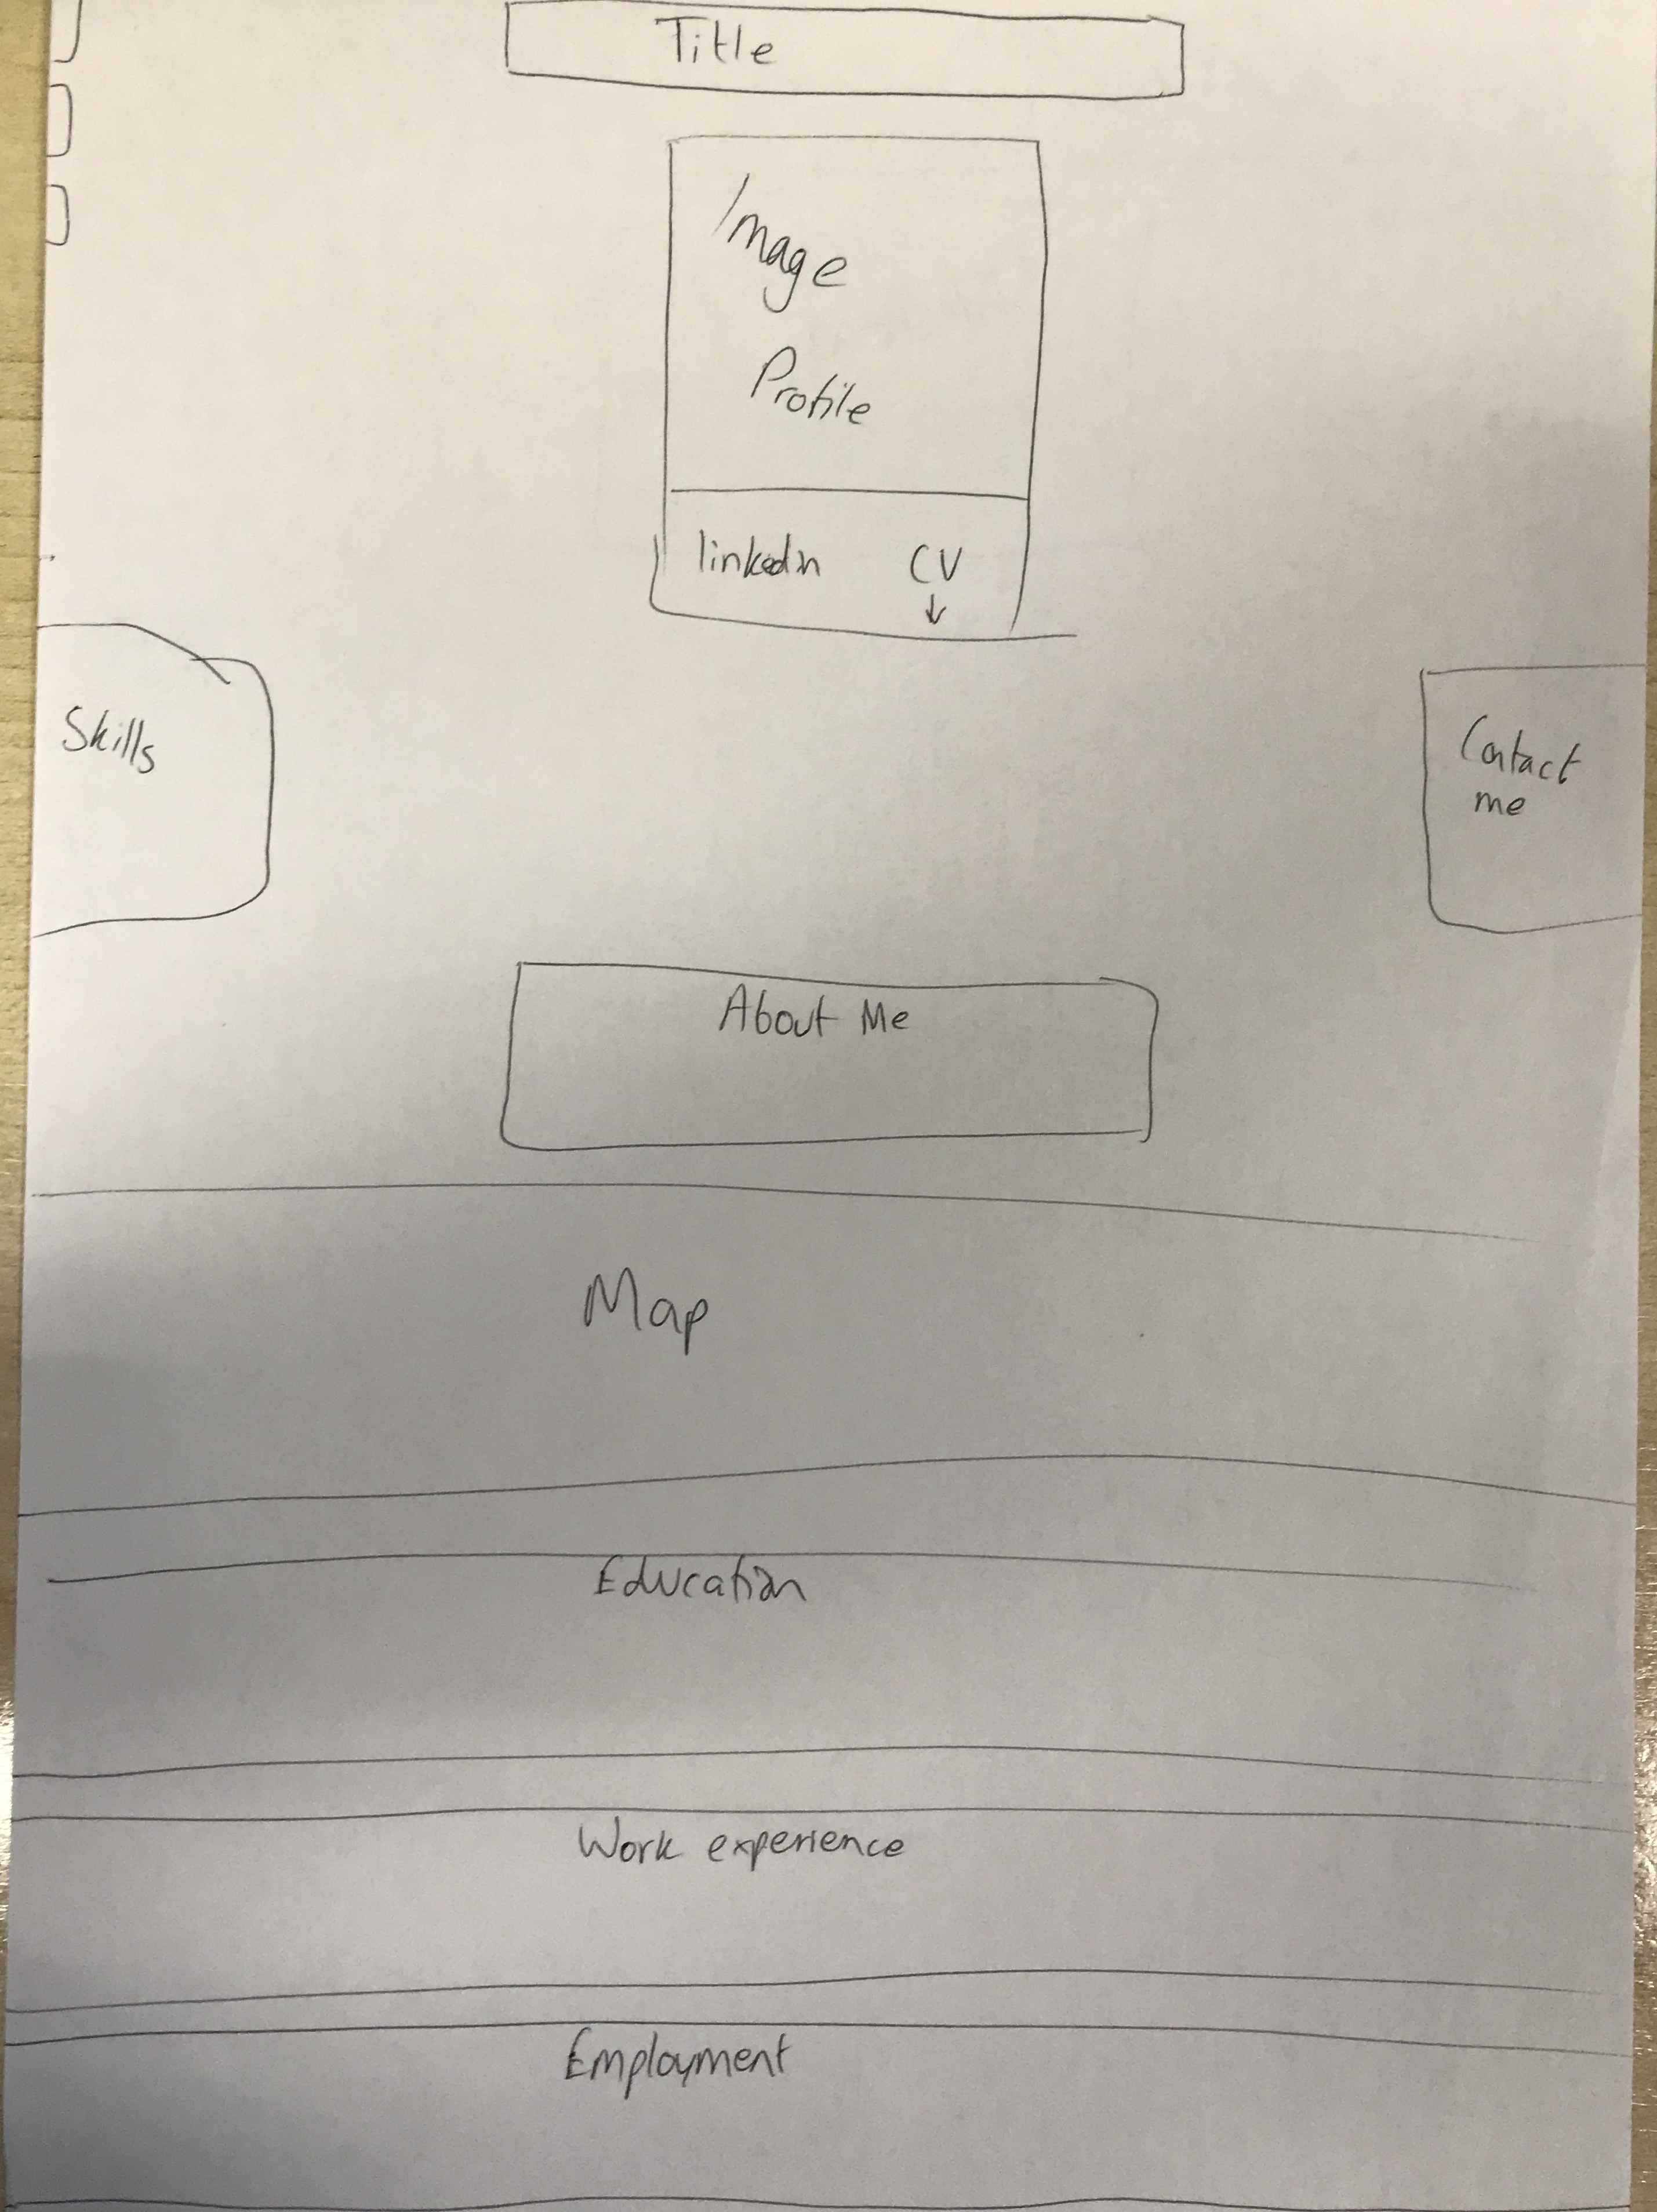 Title
Image
Profile
linkedin CV
Skills
Contact
me
About Me
Map
Education
Work experience
Employment